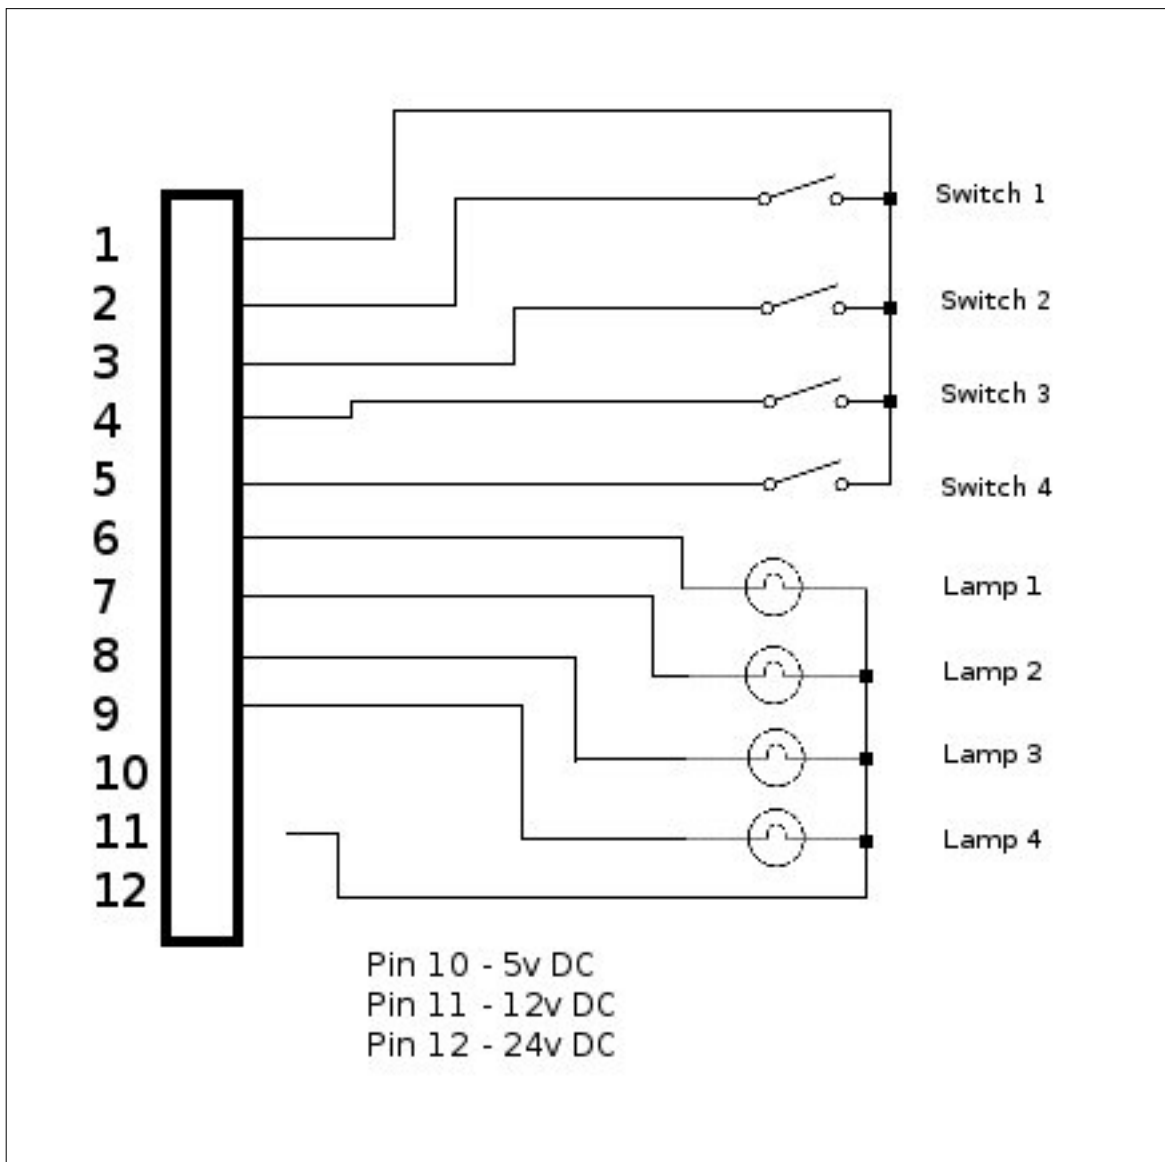 1
2
3
4
5
6
7
8
9
10
11
12
Switch 1
Switch 2
Switch 3
Switch 4
Lamp 1
Lamp 2
Lamp 3
Lamp 4
Pin 10 - 5v DC
Pin 11 - 12v DC
Pin 12 - 24v DC